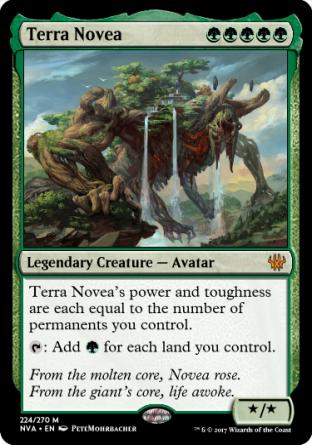 Terra Novea
Legendary Creature — Avatar
Terra Novea's power and toughness
are each equal to the number of
permanents you control.
: Add for each land you control.
From the molten core, Novea rose.
From the giant's core, life awoke.
224/270 M
NVA • EN PeteMohrbacher
™ & © 2017 Wizards of the Coast
*/*